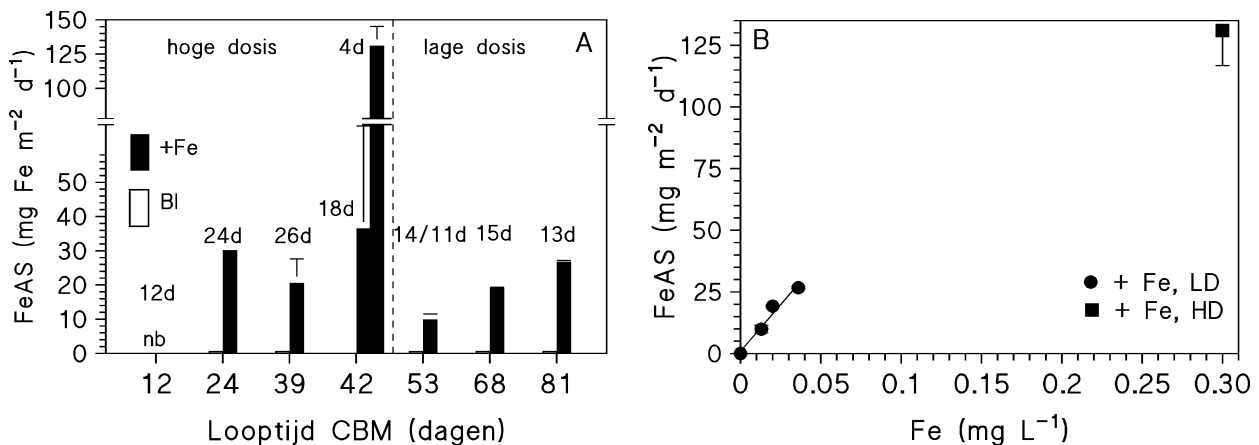 150
125
100
50
40
30
20
10
0
FeAS (mg Fe m⁻² d⁻¹)
hoge dosis
4d
lage dosis
A
+Fe
Bl
18d
24d
26d
14/11d
15d
13d
12d
nb
12 24 39 42 53 68 81
Looptijd CBM (dagen)
B
125
100
75
50
25
0
FeAS (mg m⁻² d⁻¹)
+ Fe, LD
+ Fe, HD
0 0.05 0.10 0.15 0.20 0.25 0.30
Fe (mg L⁻¹)